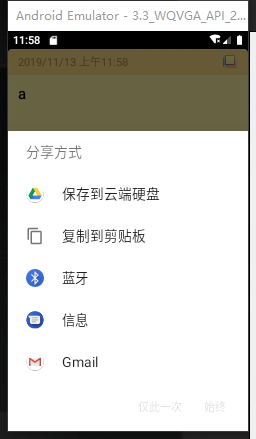 Android Emulator - 3.3_WQVGA_API_2...
11:58
2019/11/13 上午11:58
a
分享方式
保存到云端硬盘
复制到剪贴板
蓝牙
信息
Gmail
仅此一次 始终